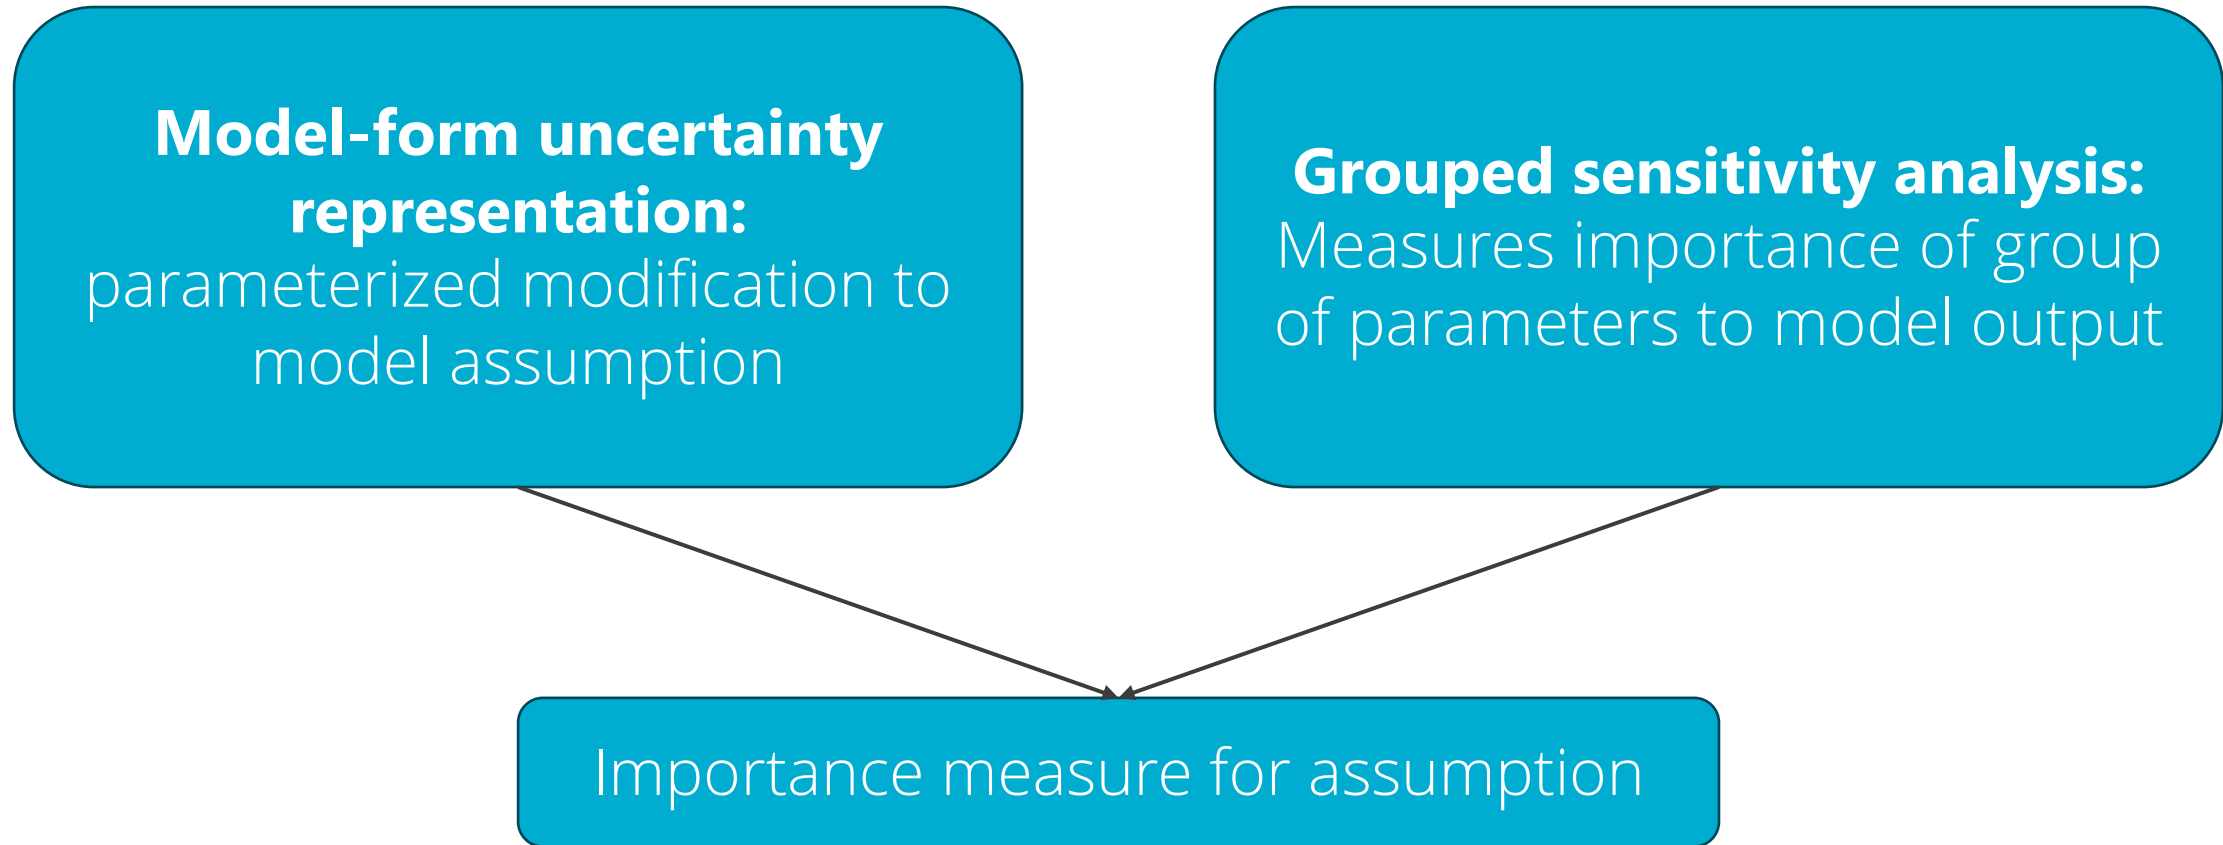 Model-form uncertainty
representation:
parameterized modification to
model assumption
Grouped sensitivity analysis:
Measures importance of group
of parameters to model output
Importance measure for assumption